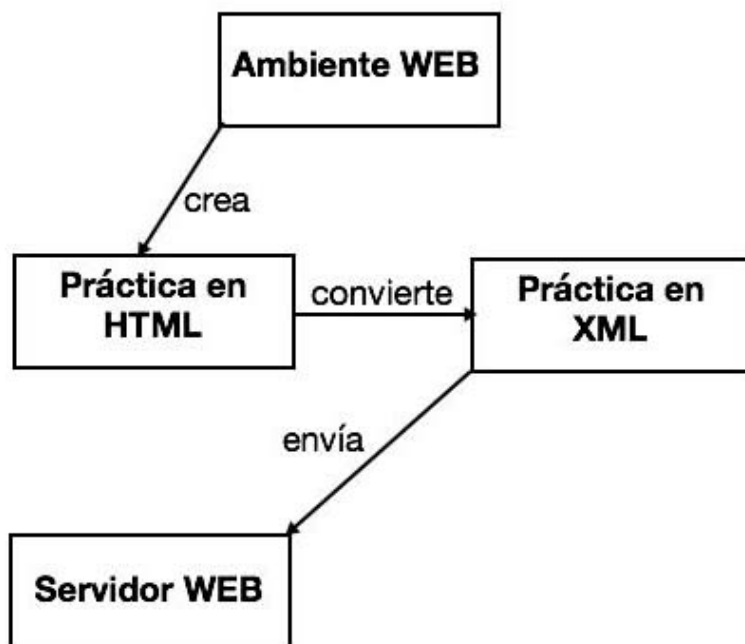 Ambiente WEB
crea
Práctica en
HTML
convierte
Práctica en
XML
envía
Servidor WEB